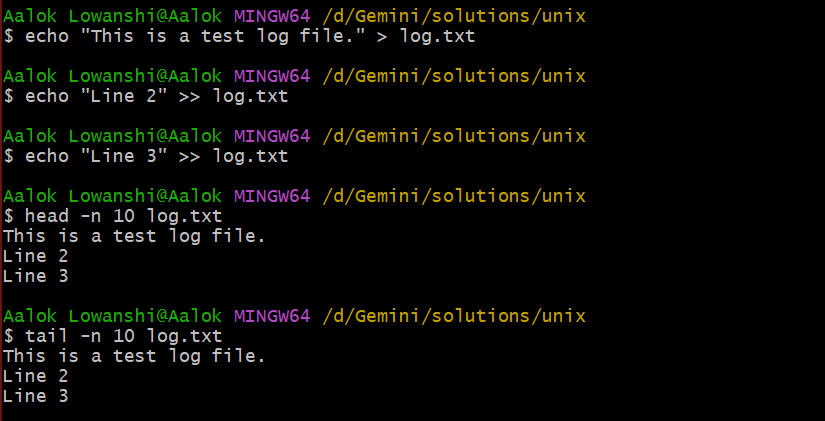 Aalok Lowanshi@Aalok MINGW64 /d/Gemini/solutions/unix
$ echo "This is a test log file." > log.txt
Aalok Lowanshi@Aalok MINGW64 /d/Gemini/solutions/unix
$ echo "Line 2" >> log.txt
Aalok Lowanshi@Aalok MINGW64 /d/Gemini/solutions/unix
$ echo "Line 3" >> log.txt
Aalok Lowanshi@Aalok MINGW64 /d/Gemini/solutions/unix
$ head -n 10 log.txt
This is a test log file.
Line 2
Line 3
Aalok Lowanshi@Aalok MINGW64 /d/Gemini/solutions/unix
$ tail -n 10 log.txt
This is a test log file.
Line 2
Line 3